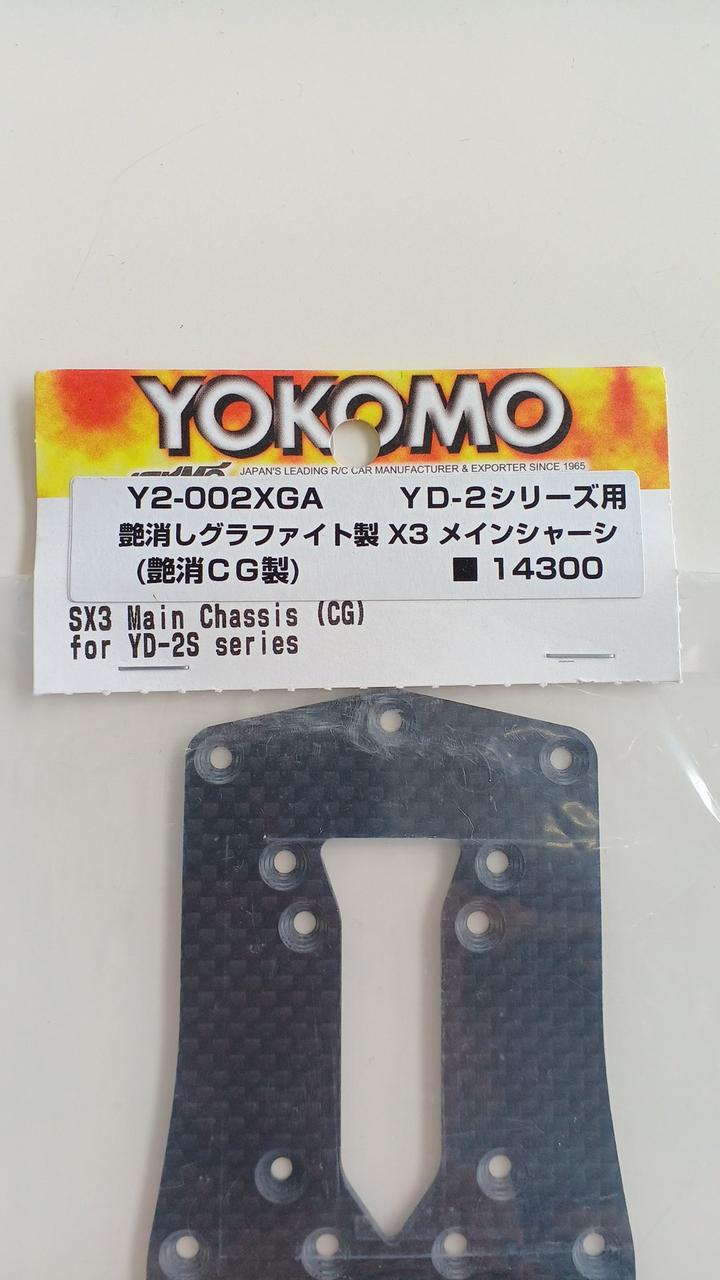 YOKOMO
JAPAN'S LEADING R/C CAR MANUFACTURER & EXPORTER SINCE 1965
Y2-002XGA YD-2シリーズ用
艶消しグラファイト製 X3 メインシャーシ
(艶消CG製) ■ 14300
SX3 Main Chassis (CG)
for YD-2S series